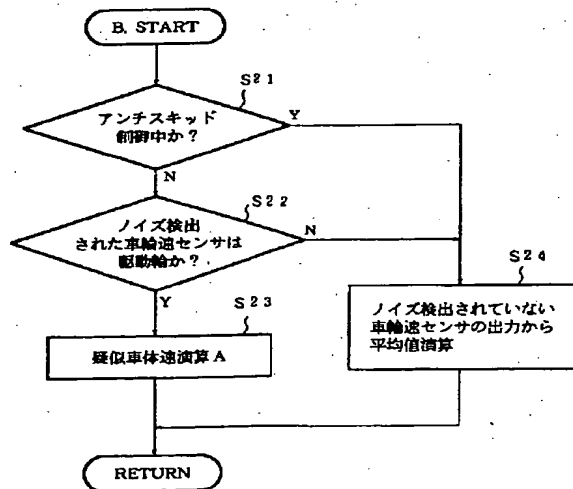 B. START
S21
アンチスキッド
制御中か?
Y
N
S22
ノイズ検出
された車輪速センサは
駆動輪か?
N
Y
S23
疑似車体速演算A
S24
ノイズ検出されていない
車輪速センサの出力から
平均値演算
RETURN